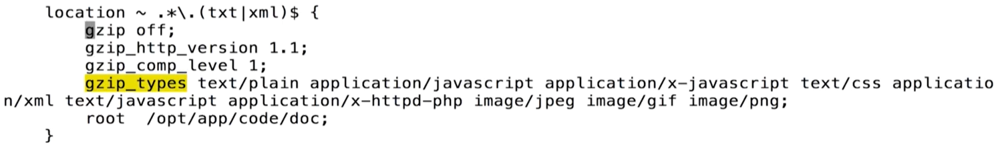 location ~ .*\.(txt|xml)$ {
gzip off;
gzip_http_version 1.1;
gzip_comp_level 1;
gzip_types text/plain application/javascript application/x-javascript text/css applicatio
n/xml text/javascript application/x-httpd-php image/jpeg image/gif image/png;
root  /opt/app/code/doc;
}